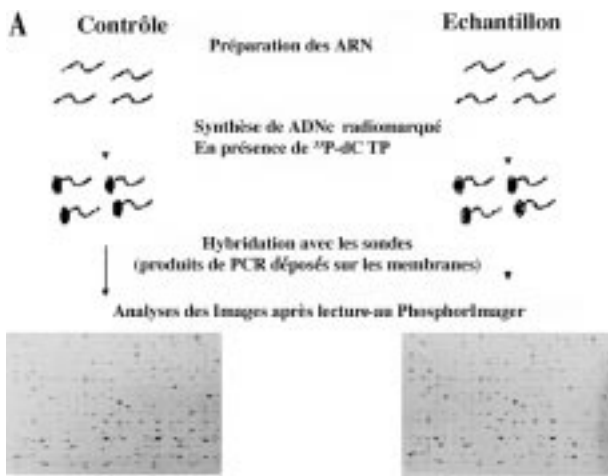 A
Contrôle
Echantillon
Préparation des ARN
Synthèse de ADNc radiomarqué
En présence de P-dC TP
Hybridation avec les sondes
(produits de PCR déposés sur les membranes)
Analyses des Images après lecture-au PhosphorImager